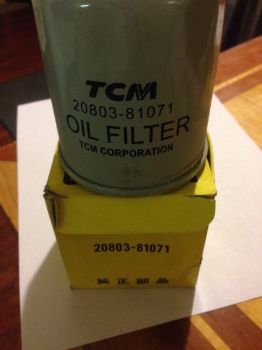 TCM
20803-81071
OIL FILTER
TCM CORPORATION
20803-81071
純正部品